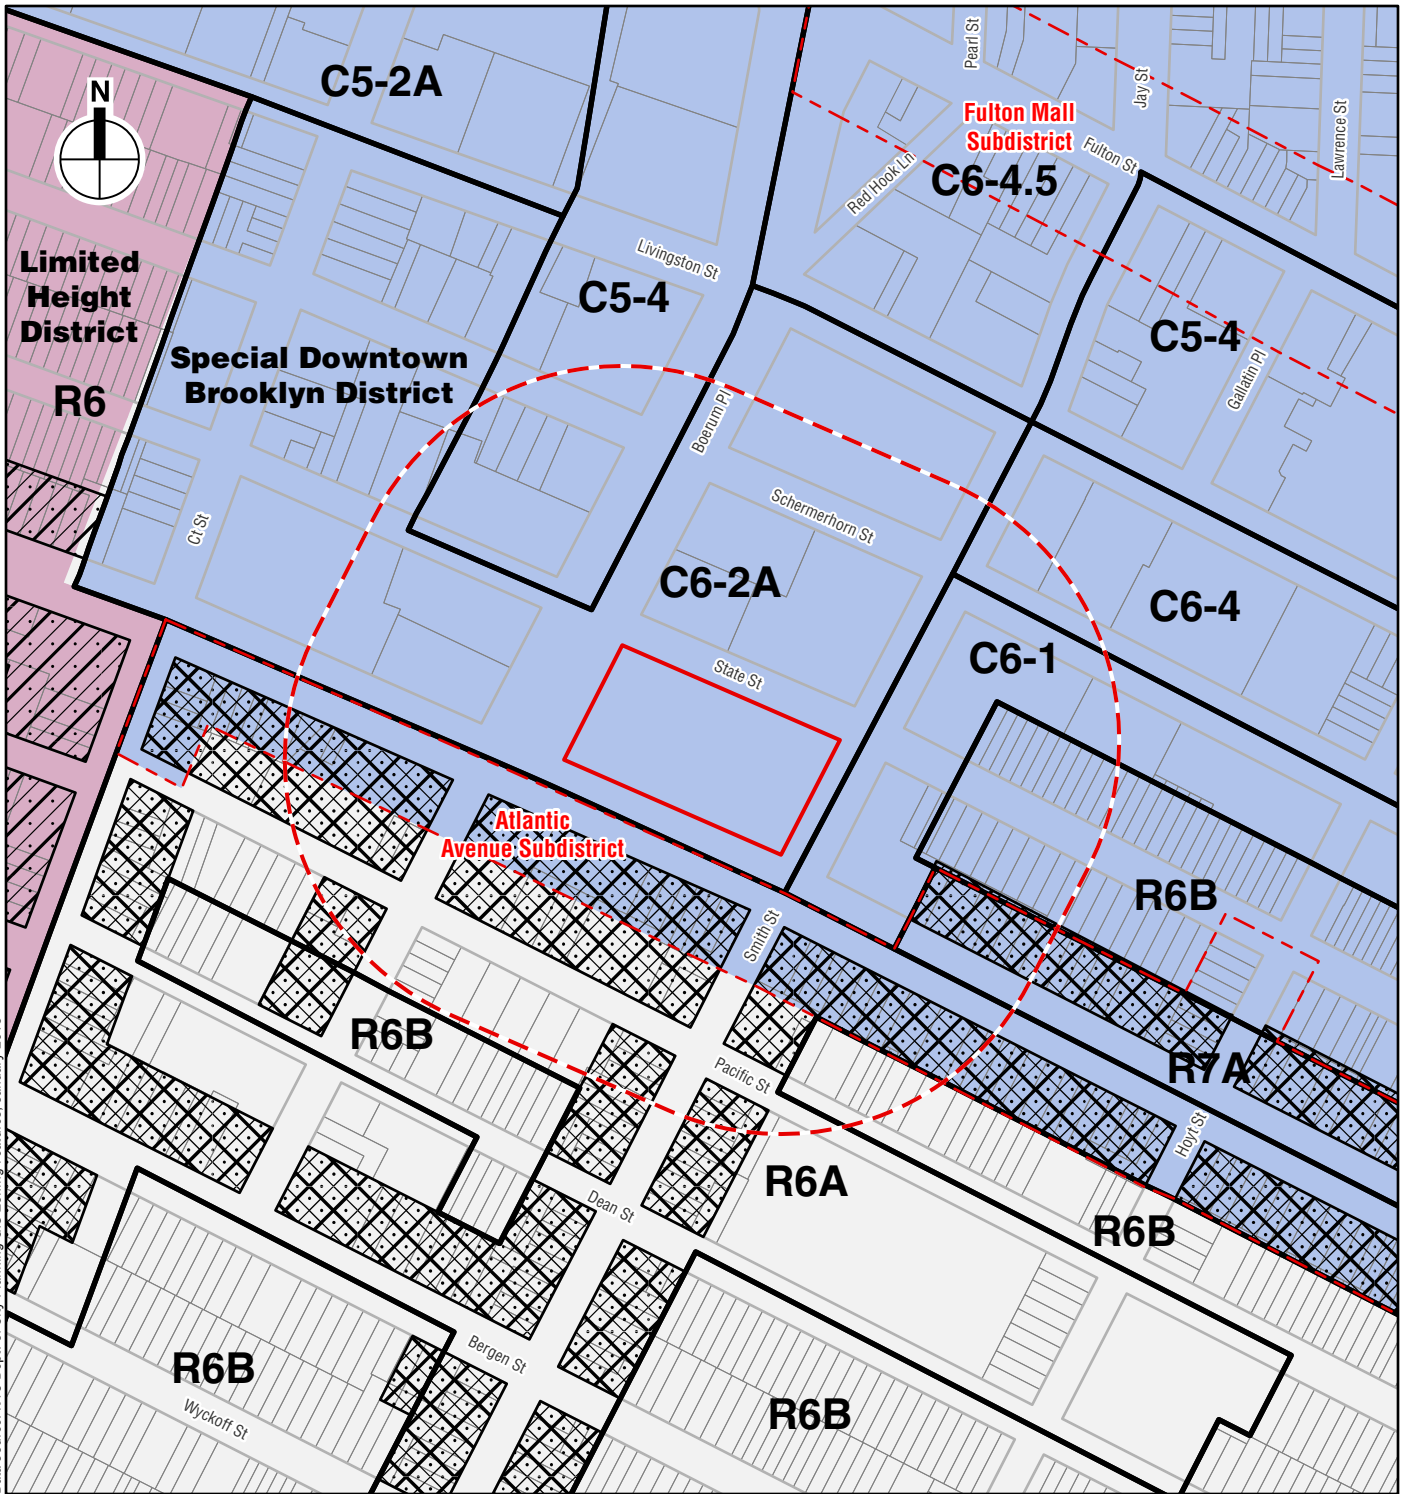 C5-2A
N
Pearl St
Jay St
Lawrence St
Fulton Mall
Subdistrict
Fulton St
Red Hook Ln
C6-4.5
Limited
Height
District
Livingston St
C5-4
C5-4
Special Downtown
Brooklyn District
R6
Gallatin Pl
Boerum Pl
Schermerhorn St
Ct St
C6-2A
C6-4
C6-1
State St
Atlantic
Avenue Subdistrict
R6B
Smith St
R6B
R7A
Pacific St
Hoyt St
R6A
Dean St
R6B
Bergen St
R6B
Wyckoff St
R6B